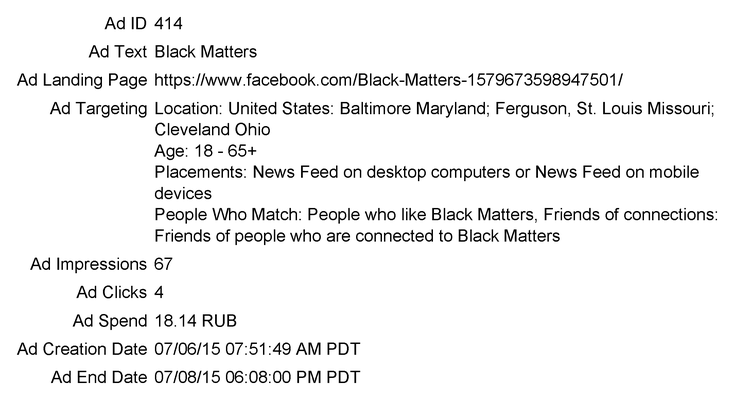 Ad ID 414
Ad Text Black Matters
Ad Landing Page https://www.facebook.com/Black-Matters-1579673598947501/
Ad Targeting Location: United States: Baltimore Maryland; Ferguson, St. Louis Missouri;
Cleveland Ohio
Age: 18 - 65+
Placements: News Feed on desktop computers or News Feed on mobile
devices
People Who Match: People who like Black Matters, Friends of connections:
Friends of people who are connected to Black Matters
Ad Impressions 67
Ad Clicks 4
Ad Spend 18.14 RUB
Ad Creation Date 07/06/15 07:51:49 AM PDT
Ad End Date 07/08/15 06:08:00 PM PDT